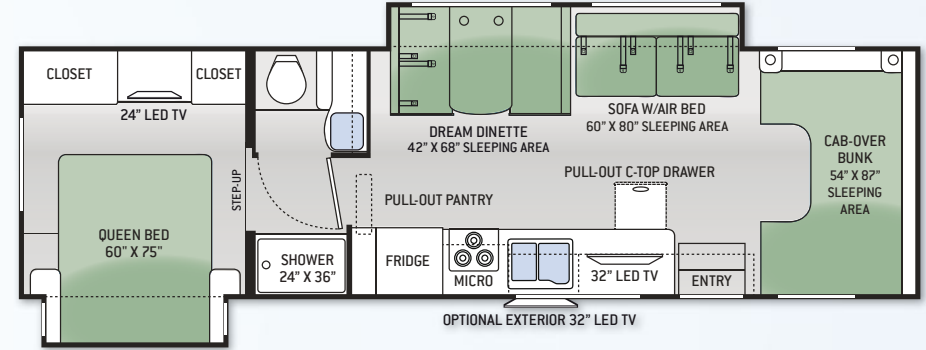 CLOSET
CLOSET
24" LED TV
STEP-UP
QUEEN BED
60" X 75"
SHOWER
24" X 36"
DREAM DINETTE
42" X 68" SLEEPING AREA
SOFA W/AIR BED
60" X 80" SLEEPING AREA
CAB-OVER
BUNK
54" X 87"
SLEEPING
AREA
PULL-OUT C-TOP DRAWER
PULL-OUT PANTRY
FRIDGE
MICRO
32" LED TV
ENTRY
OPTIONAL EXTERIOR 32" LED TV